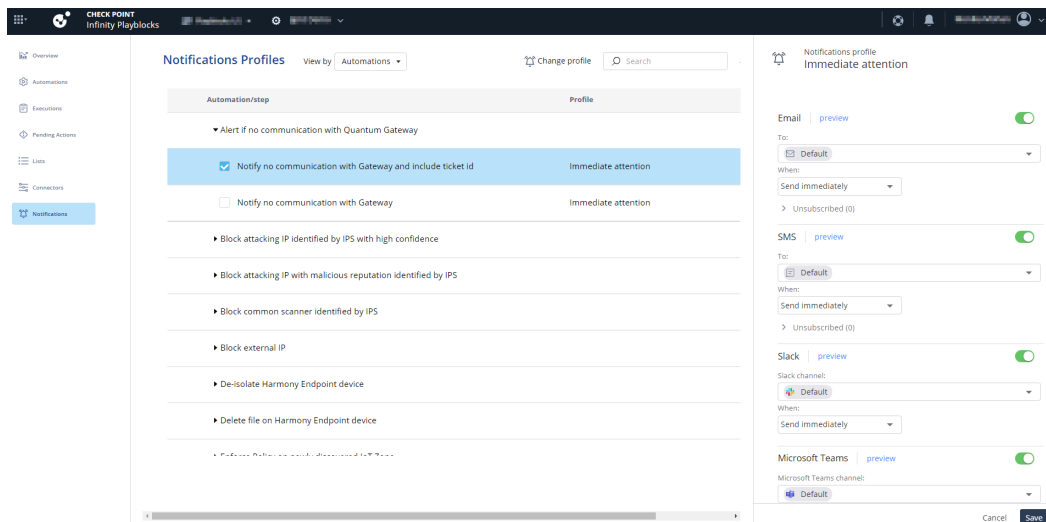 CHECK POINT
Infinity Playblocks
Overview
Automations
Executions
Pending Actions
Lists
Connectors
Notifications
Notifications Profiles View by Automations Change profile Search
Automation/step Profile
Alert if no communication with Quantum Gateway
Notify no communication with Gateway and include ticket id Immediate attention
Notify no communication with Gateway Immediate attention
Block attacking IP identified by IPS with high confidence
Block attacking IP with malicious reputation identified by IPS
Block common scanner identified by IPS
Block external IP
De-isolate Harmony Endpoint device
Delete file on Harmony Endpoint device
Notifications profile
Immediate attention
Email preview
To:
Default
When:
Send immediately
Unsubscribed (0)
SMS preview
To:
Default
When:
Send immediately
Unsubscribed (0)
Slack preview
Slack channel:
Default
When:
Send immediately
Microsoft Teams preview
Microsoft Teams channel:
Default
Cancel Save